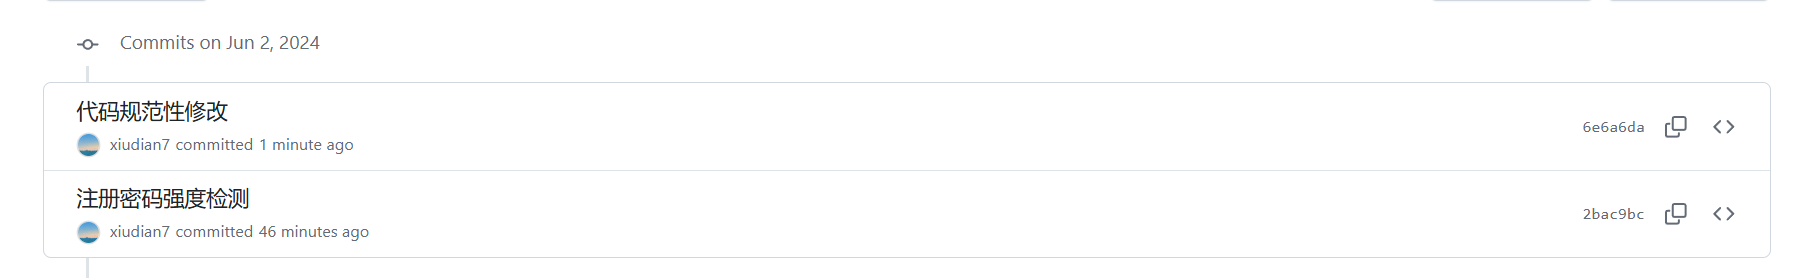 Commits on Jun 2, 2024
代码规范性修改
xiudian7 committed 1 minute ago
6e6a6da
注册密码强度检测
xiudian7 committed 46 minutes ago
2bac9bc